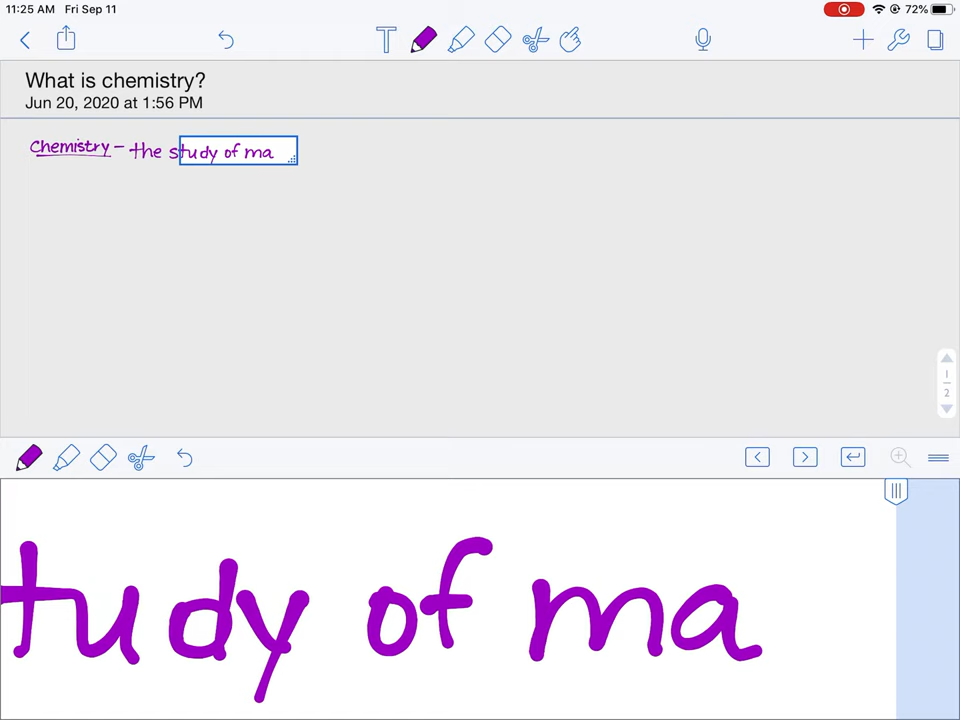 11:25 AM Fri Sep 11
72%
T
What is chemistry?
Jun 20, 2020 at 1:56 PM
Chemistry - the study of ma
1
2
tudy of ma